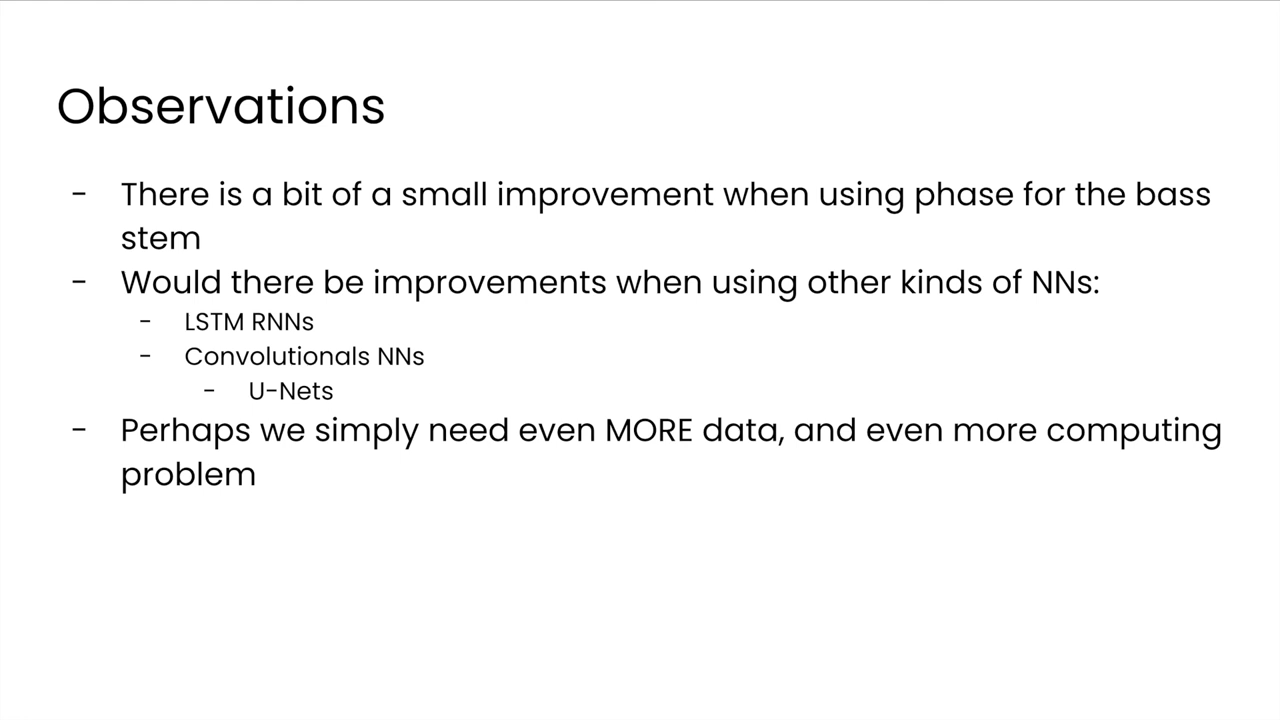 Observations
- There is a bit of a small improvement when using phase for the bass
stem
- Would there be improvements when using other kinds of NNs:
- LSTM RNNs
- Convolutionals NNs
- U-Nets
- Perhaps we simply need even MORE data, and even more computing
problem